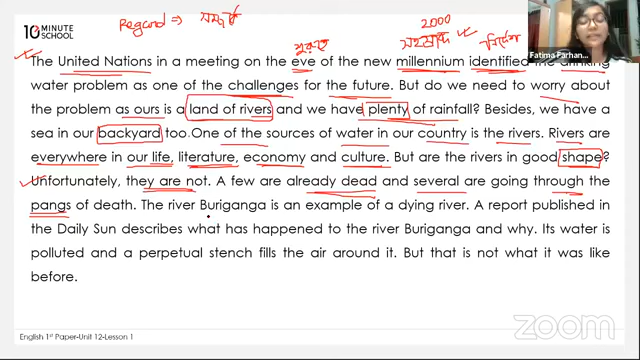 10 MINUTE
SCHOOL
Regard ⇒ সম্পর্কে
2000
শুরুতে সহস্রাব্দ নির্দেশ
Fatima Farhan...
The United Nations in a meeting on the eve of the new millennium identified the drinking
water problem as one of the challenges for the future. But do we need to worry about
the problem as ours is a land of rivers and we have plenty of rainfall? Besides, we have a
sea in our backyard too. One of the sources of water in our country is the rivers. Rivers are
everywhere in our life, literature, economy and culture. But are the rivers in good shape?
Unfortunately, they are not. A few are already dead and several are going through the
pangs of death. The river Buriganga is an example of a dying river. A report published in
the Daily Sun describes what has happened to the river Buriganga and why. Its water is
polluted and a perpetual stench fills the air around it. But that is not what it was like
before.
English 1st Paper-Unit 12-Lesson 1
zoom